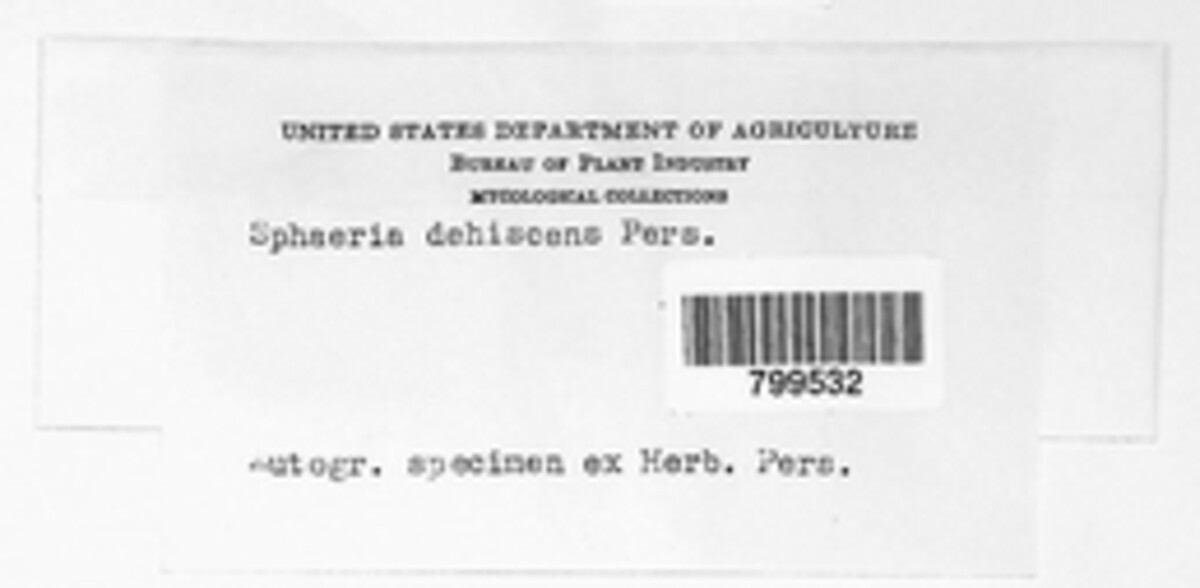 UNITED STATES DEPARTMENT OF AGRICULTURE
BUREAU OF PLANT INDUSTRY
MYCOLOGICAL COLLECTIONS
Sphaeria dehiscens Pers.
799532
autogr. specimen ex Herb. Pers.